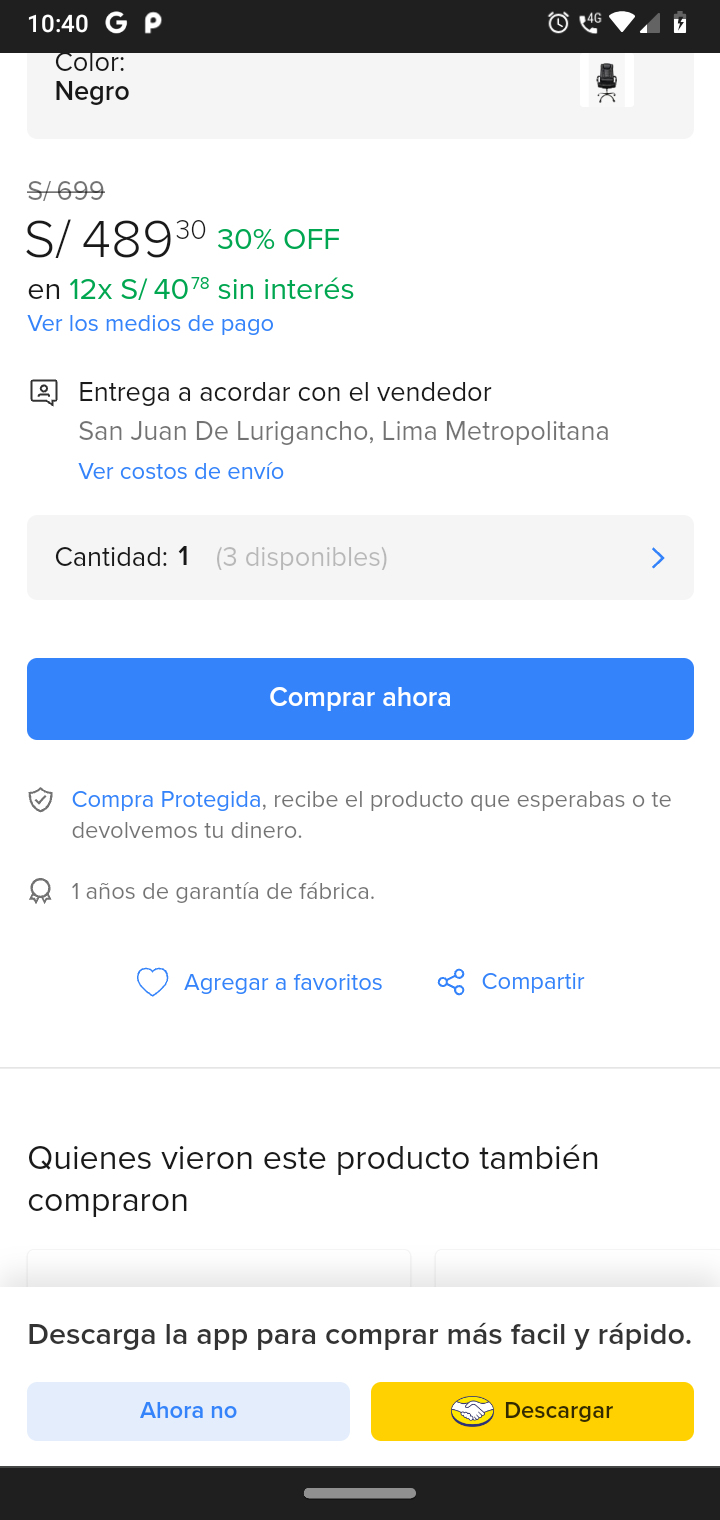 10:40 G P 4G
Color:
Negro
S/ 699
S/ 489 30 30% OFF
en 12x S/ 40 78 sin interés
Ver los medios de pago
Entrega a acordar con el vendedor
San Juan De Lurigancho, Lima Metropolitana
Ver costos de envío
Cantidad: 1 (3 disponibles)
Comprar ahora
Compra Protegida, recibe el producto que esperabas o te
devolvemos tu dinero.
1 años de garantía de fábrica.
Agregar a favoritos Compartir
Quienes vieron este producto también
compraron
Descarga la app para comprar más facil y rápido.
Ahora no Descargar